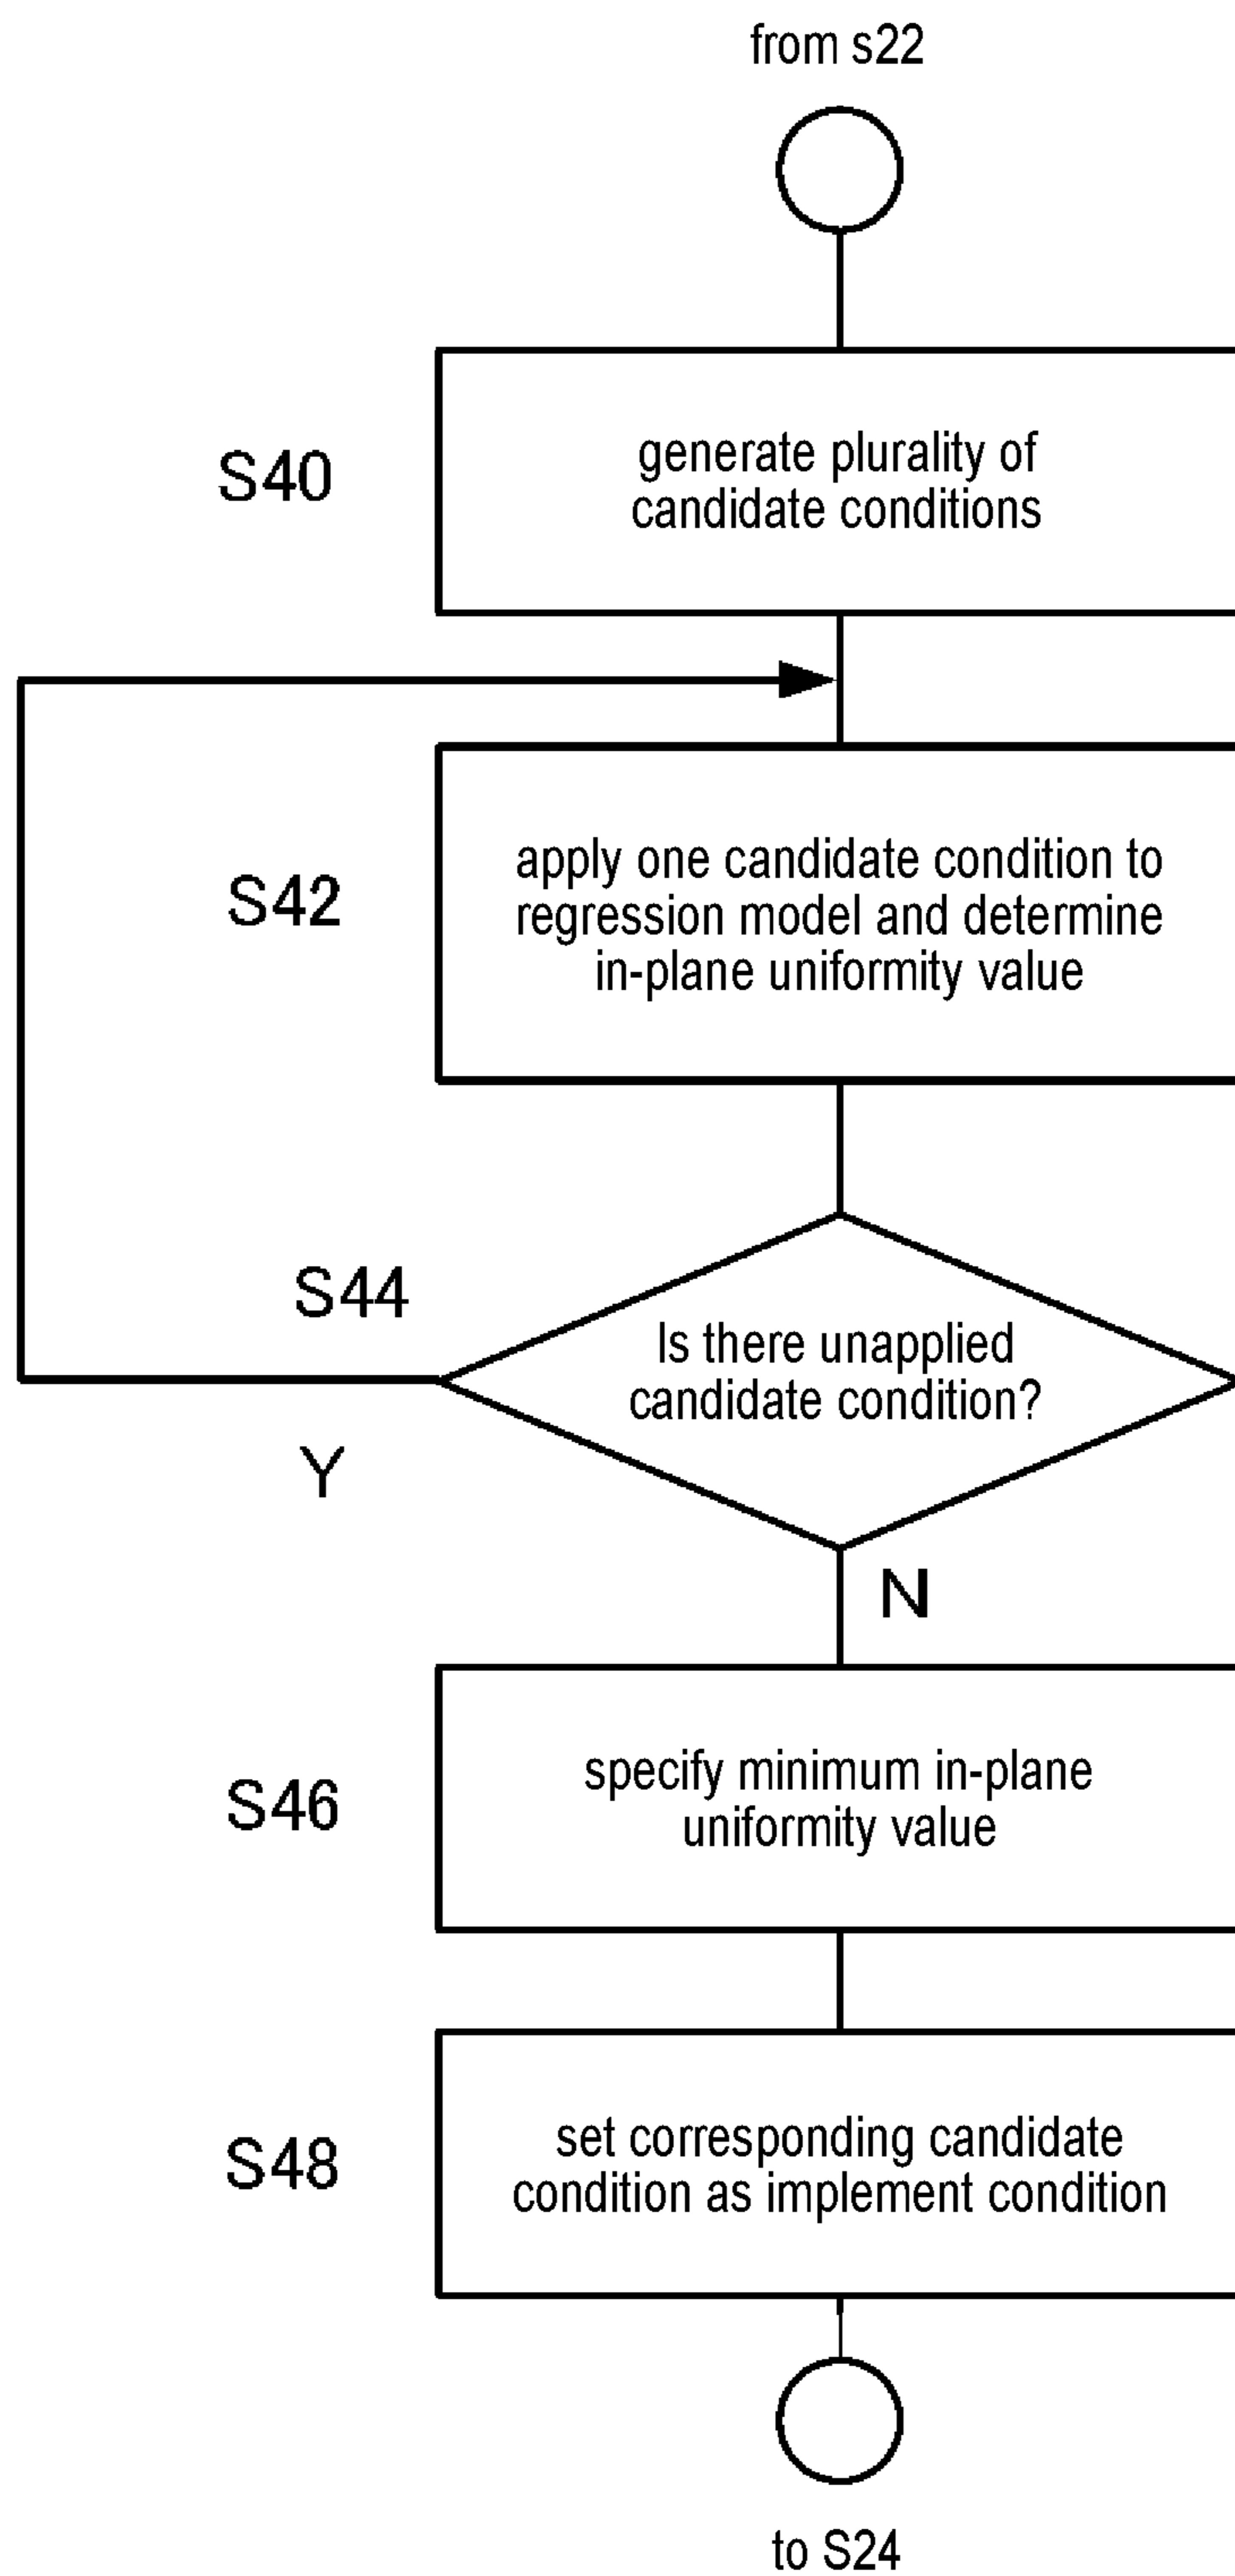 from s22
S40
generate plurality of
candidate conditions
S42
apply one candidate condition to
regression model and determine
in-plane uniformity value
S44
Is there unapplied
candidate condition?
Y
N
S46
specify minimum in-plane
uniformity value
S48
set corresponding candidate
condition as implement condition
to S24